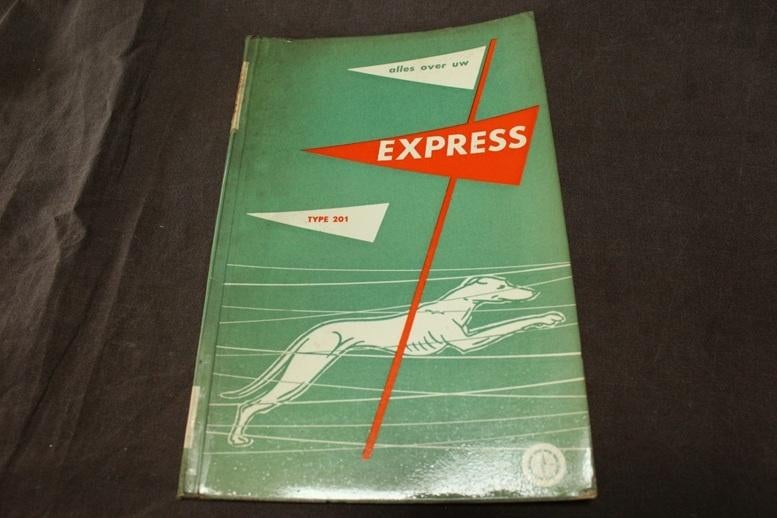 alles over uw
EXPRESS
TYPE 201